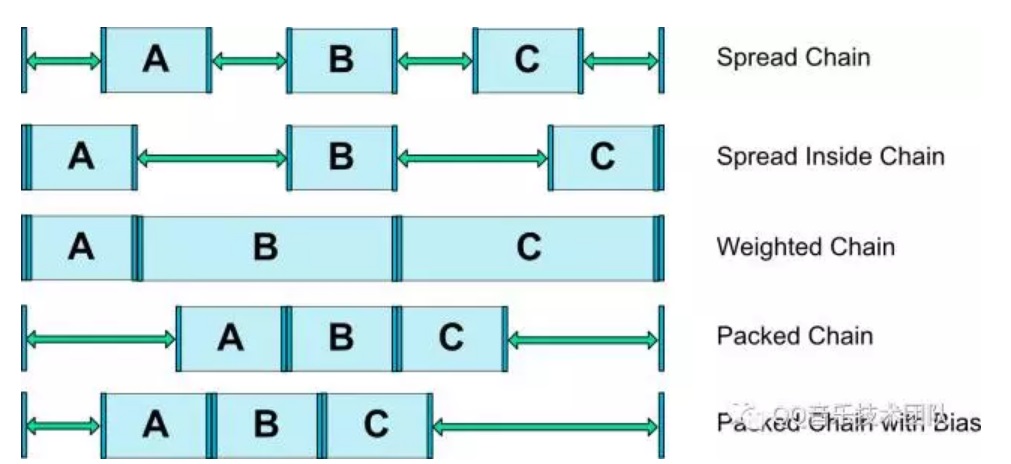 A B C Spread Chain
A B C Spread Inside Chain
A B C Weighted Chain
A B C Packed Chain
A B C Packed Chain with Bias
QQ音乐技术团队